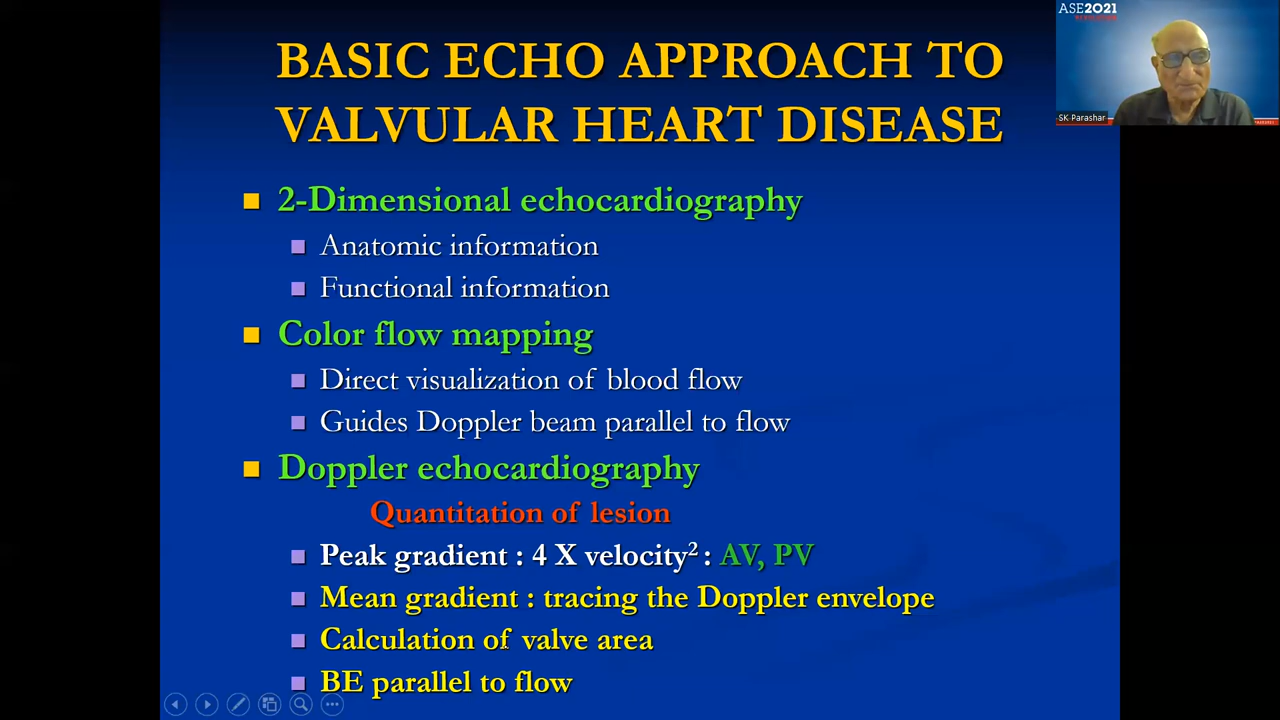 BASIC ECHO APPROACH TO
VALVULAR HEART DISEASE
2-Dimensional echocardiography
Anatomic information
Functional information
Color flow mapping
Direct visualization of blood flow
Guides Doppler beam parallel to flow
Doppler echocardiography
Quantitation of lesion
Peak gradient : 4 X velocity² : AV, PV
Mean gradient : tracing the Doppler envelope
Calculation of valve area
BE parallel to flow
ASE2021
SK Parashar